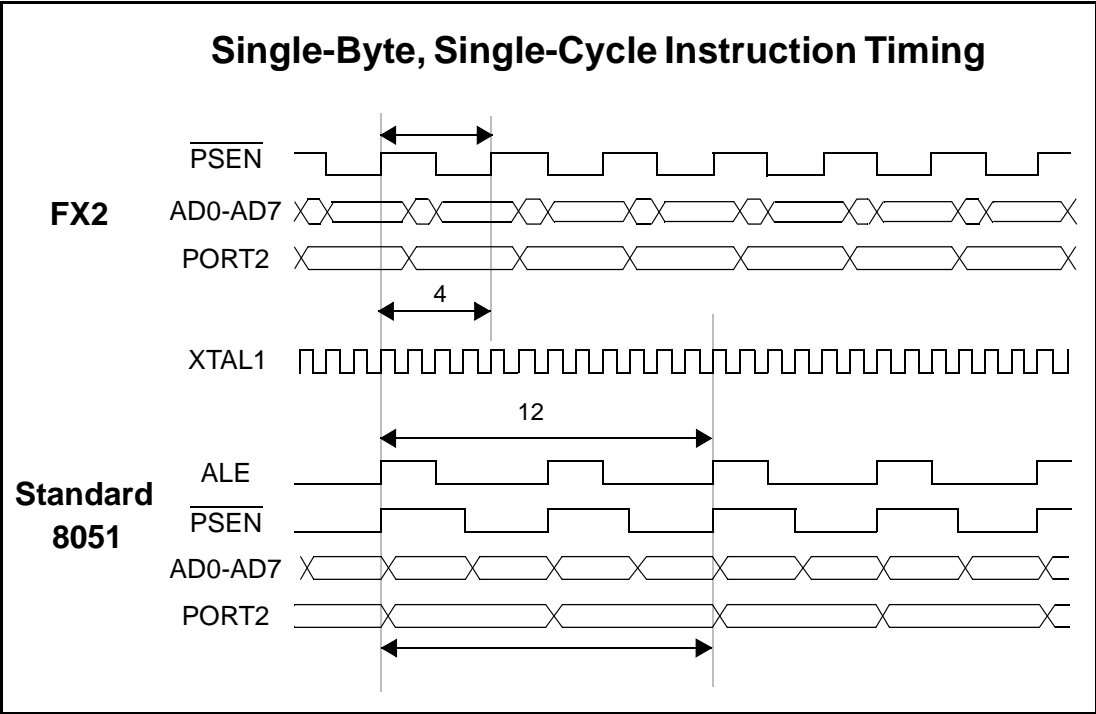 Single-Byte, Single-Cycle Instruction Timing
FX2
PSEN
AD0-AD7
PORT2
4
XTAL1
12
Standard
8051
ALE
PSEN
AD0-AD7
PORT2